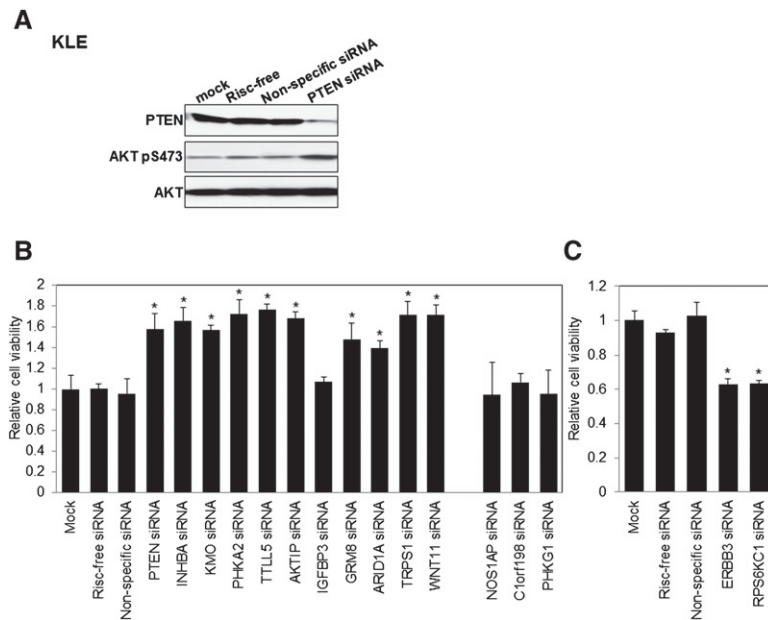 A
KLE
mock
Risc-free
Non-specific siRNA
PTEN siRNA
PTEN
AKT pS473
AKT
B
Relative cell viability
2
1.8
1.6
1.4
1.2
1
0.8
0.6
0.4
0.2
0
* * * * * * * * * *
Mock
Risc-free siRNA
Non-specific siRNA
PTEN siRNA
INHBA siRNA
KMO siRNA
PHKA2 siRNA
TTLL5 siRNA
AKTIP siRNA
IGFBP3 siRNA
GRM8 siRNA
ARID1A siRNA
TRPS1 siRNA
WNT11 siRNA
NOS1AP siRNA
C1orf198 siRNA
PHKG1 siRNA
C
Relative cell viability
1.2
1
0.8
0.6
0.4
0.2
0
* *
Mock
Risc-free siRNA
Non-specific siRNA
ERBB3 siRNA
RPS6KC1 siRNA